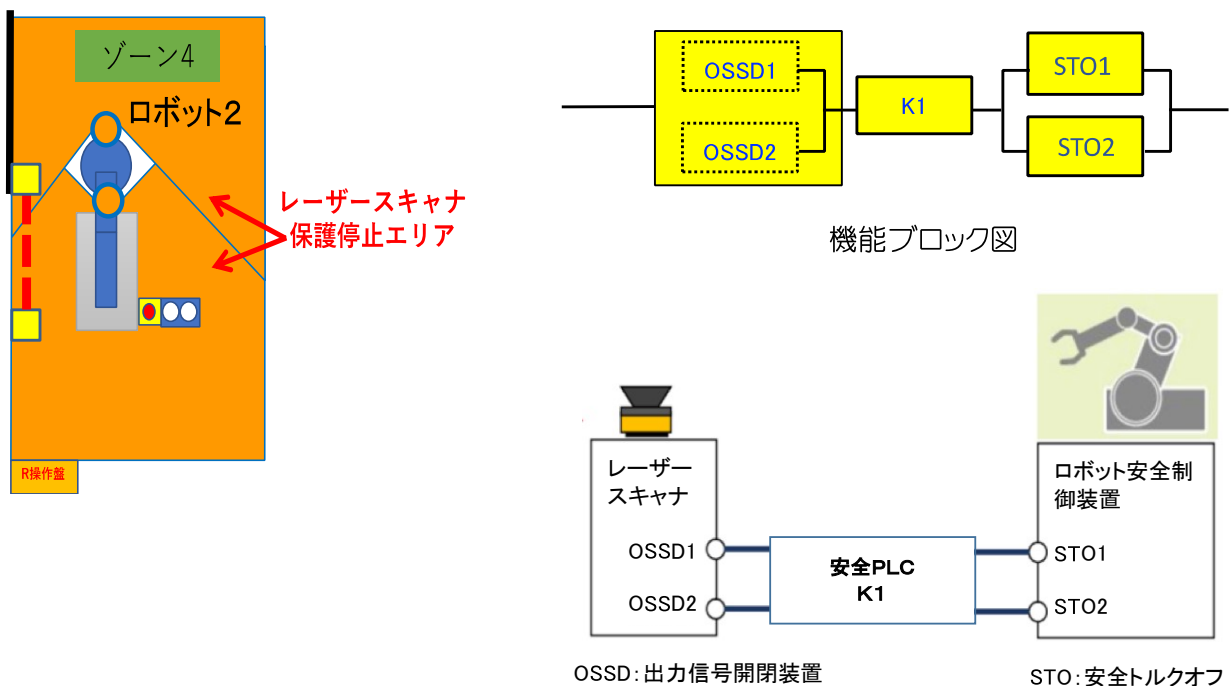 ゾーン4
ロボット2
レーザースキャナ
保護停止エリア
R操作盤
OSSD1
OSSD2
K1
STO1
STO2
機能ブロック図
レーザー
スキャナ
OSSD1
OSSD2
安全PLC
K1
ロボット安全制
御装置
STO1
STO2
OSSD：出力信号開閉装置
STO：安全トルクオフ